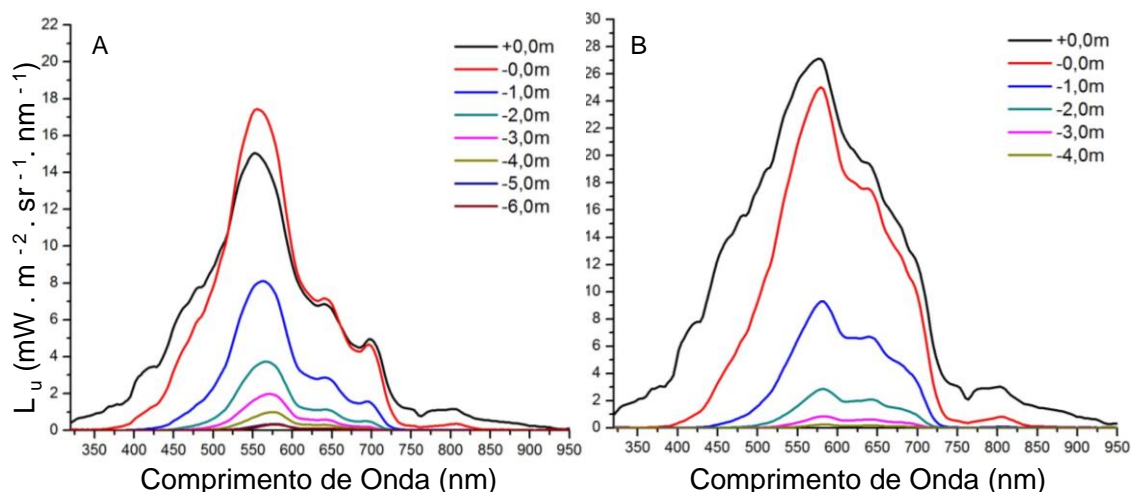 A
22
20
18
16
14
12
10
8
6
4
2
0
L u (mW . m -2 . sr -1. nm -1)
+0,0m
-0,0m
-1,0m
-2,0m
-3,0m
-4,0m
-5,0m
-6,0m
350 400 450 500 550 600 650 700 750 800 850 900 950
Comprimento de Onda (nm)
B
30
28
26
24
22
20
18
16
14
12
10
8
6
4
2
0
+0,0m
-0,0m
-1,0m
-2,0m
-3,0m
-4,0m
350 400 450 500 550 600 650 700 750 800 850 900 950
Comprimento de Onda (nm)